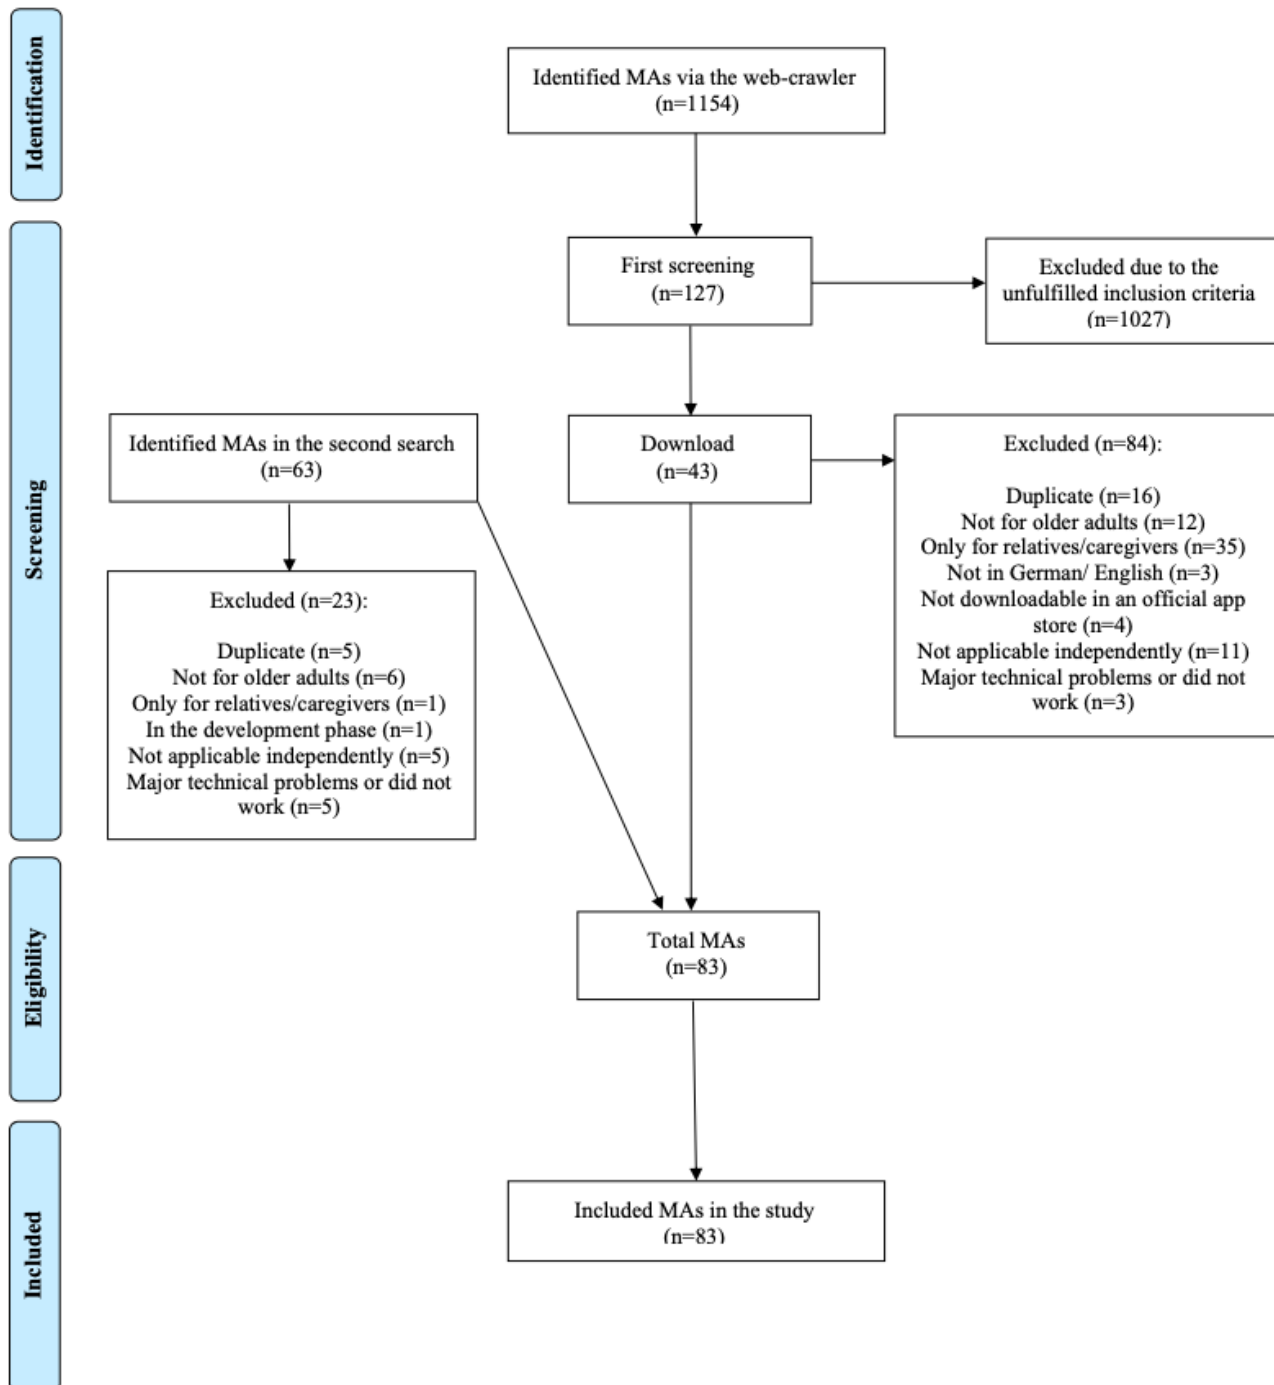 Identification
Identified MAs via the web-crawler
(n=1154)
Screening
First screening
(n=127)
Excluded due to the
unfulfilled inclusion criteria
(n=1027)
Identified MAs in the second search
(n=63)
Download
(n=43)
Excluded (n=84):
Duplicate (n=16)
Not for older adults (n=12)
Only for relatives/caregivers (n=35)
Not in German/ English (n=3)
Not downloadable in an official app
store (n=4)
Not applicable independently (n=11)
Major technical problems or did not
work (n=3)
Excluded (n=23):
Duplicate (n=5)
Not for older adults (n=6)
Only for relatives/caregivers (n=1)
In the development phase (n=1)
Not applicable independently (n=5)
Major technical problems or did not
work (n=5)
Eligibility
Total MAs
(n=83)
Included
Included MAs in the study
(n=83)